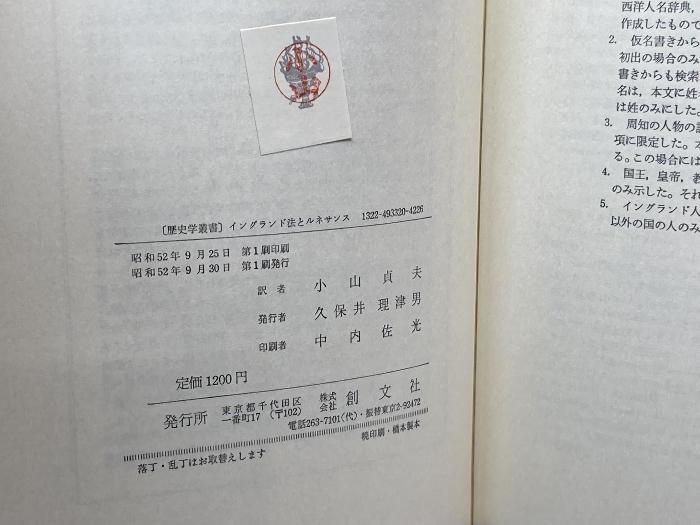 〔歴史学叢書〕イングランド法とルネサンス 1322-493320-4226
昭和52年9月25日 第1刷印刷
昭和52年9月30日 第1刷発行
訳者 小山貞夫
発行者 久保井理津男
印刷者 中内佐光
定価1200円
発行所 東京都千代田区一番町17(〒102) 株式会社 創文社
電話263-7101(代)・振替東京2-92472
落丁・乱丁はお取替えします
暁印刷・橋本製本
西洋人名辞典,
作成したもので
2. 仮名書きから
初出の場合のみ
書きからも検索
名は,本文に姓
は姓のみにした。
3. 周知の人物の
項に限定した。
る。この場合には
4. 国王,皇帝,教
のみ示した。それ
5. イングランド人
以外の国の人のみ